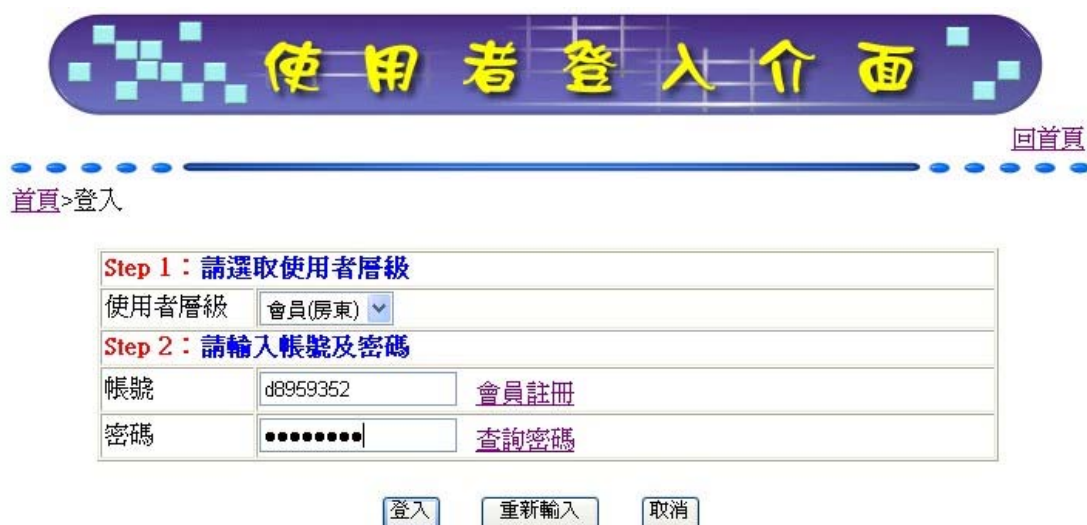 使用者登入介面
回首頁
首頁>登入
Step 1：請選取使用者層級
使用者層級 會員(房東)
Step 2：請輸入帳號及密碼
帳號 d8959352 會員註冊
密碼 ●●●●●●●● 查詢密碼
登入 重新輸入 取消